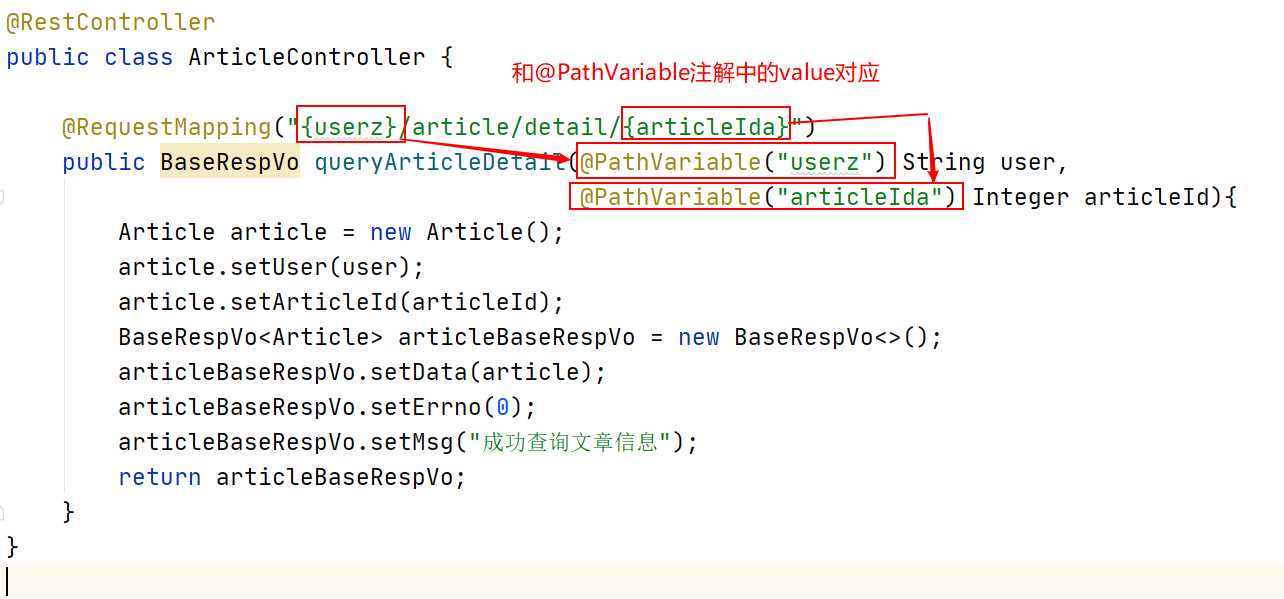 @RestController
public class ArticleController {
和@PathVariable注解中的value对应
@RequestMapping("{userz}/article/detail/{articleIda}")
public BaseRespVo queryArticleDetail(@PathVariable("userz") String user,
@PathVariable("articleIda") Integer articleId){
Article article = new Article();
article.setUser(user);
article.setArticleId(articleId);
BaseRespVo<Article> articleBaseRespVo = new BaseRespVo<>();
articleBaseRespVo.setData(article);
articleBaseRespVo.setErrno(0);
articleBaseRespVo.setMsg("成功查询文章信息");
return articleBaseRespVo;
}
}